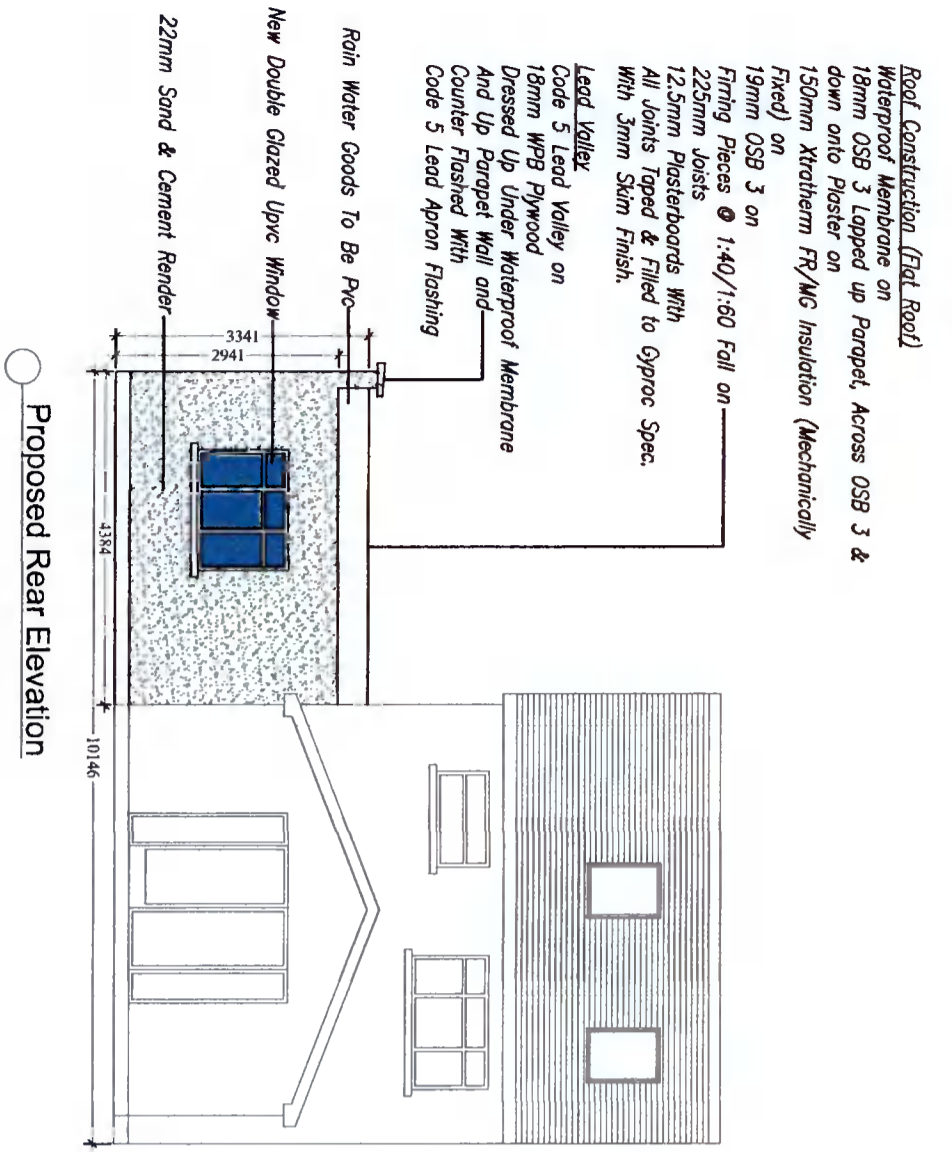 Roof Construction (Flat Roof)
Waterproof Membrane on
18mm OSB 3 Lapped up Parapet, Across OSB 3 &
down onto Plaster on
150mm Xtratherm FR/MG Insulation (Mechanically
Fixed) on
19mm OSB 3 on
Firring Pieces @ 1:40/1:60 Fall on
225mm Joists
12.5mm Plasterboards With
All Joints Taped & Filled to Gyproc Spec.
With 3mm Skim Finish.
Lead Valley
Code 5 Lead Valley on
18mm WPB Plywood
Dressed Up Under Waterproof Membrane
And Up Parapet Wall and
Counter Flashed With
Code 5 Lead Apron Flashing
Rain Water Goods To Be Pvc
New Double Glazed Upvc Window
22mm Sand & Cement Render
3341
2941
4384
10146
Proposed Rear Elevation